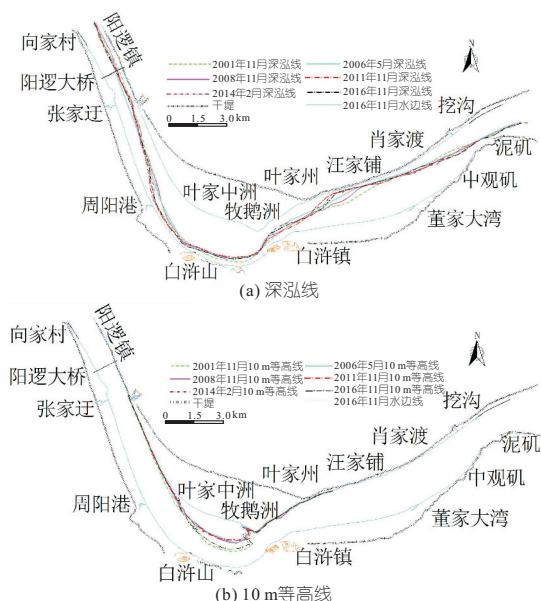 向家村
阳逻镇
阳逻大桥
张家迂
周阳港
2001年11月深泓线
2006年5月深泓线
2008年11月深泓线
2011年11月深泓线
2014年2月深泓线
2016年11月深泓线
干堤
2016年11月水边线
0 1.5 3.0 km
N
挖沟
肖家渡
汪家铺
泥矶
叶家州
叶家中洲
牧鹅洲
中观矶
董家大湾
白浒镇
白浒山
(a) 深泓线
向家村
阳逻镇
阳逻大桥
张家迂
周阳港
2001年11月10 m等高线
2006年5月10 m等高线
2008年11月10 m等高线
2011年11月10 m等高线
2014年2月10 m等高线
2016年11月10 m等高线
干堤
2016年11月水边线
0 1.5 3.0 km
N
挖沟
肖家渡
汪家铺
泥矶
叶家州
叶家中洲
牧鹅洲
中观矶
董家大湾
白浒镇
白浒山
(b) 10 m等高线